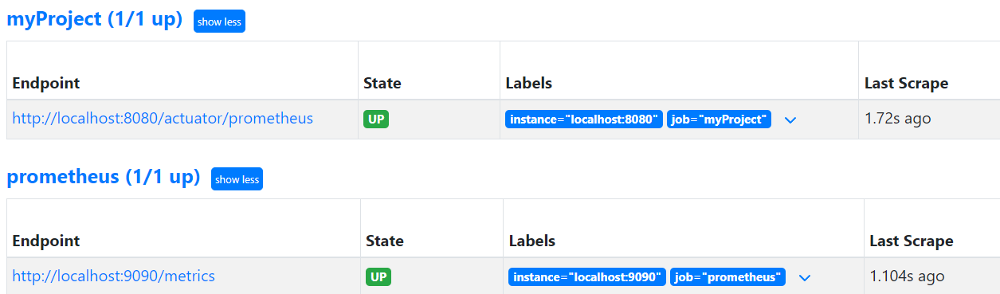 myProject (1/1 up) show less
Endpoint State Labels Last Scrape
http://localhost:8080/actuator/prometheus UP instance="localhost:8080" job="myProject" 1.72s ago
prometheus (1/1 up) show less
Endpoint State Labels Last Scrape
http://localhost:9090/metrics UP instance="localhost:9090" job="prometheus" 1.104s ago